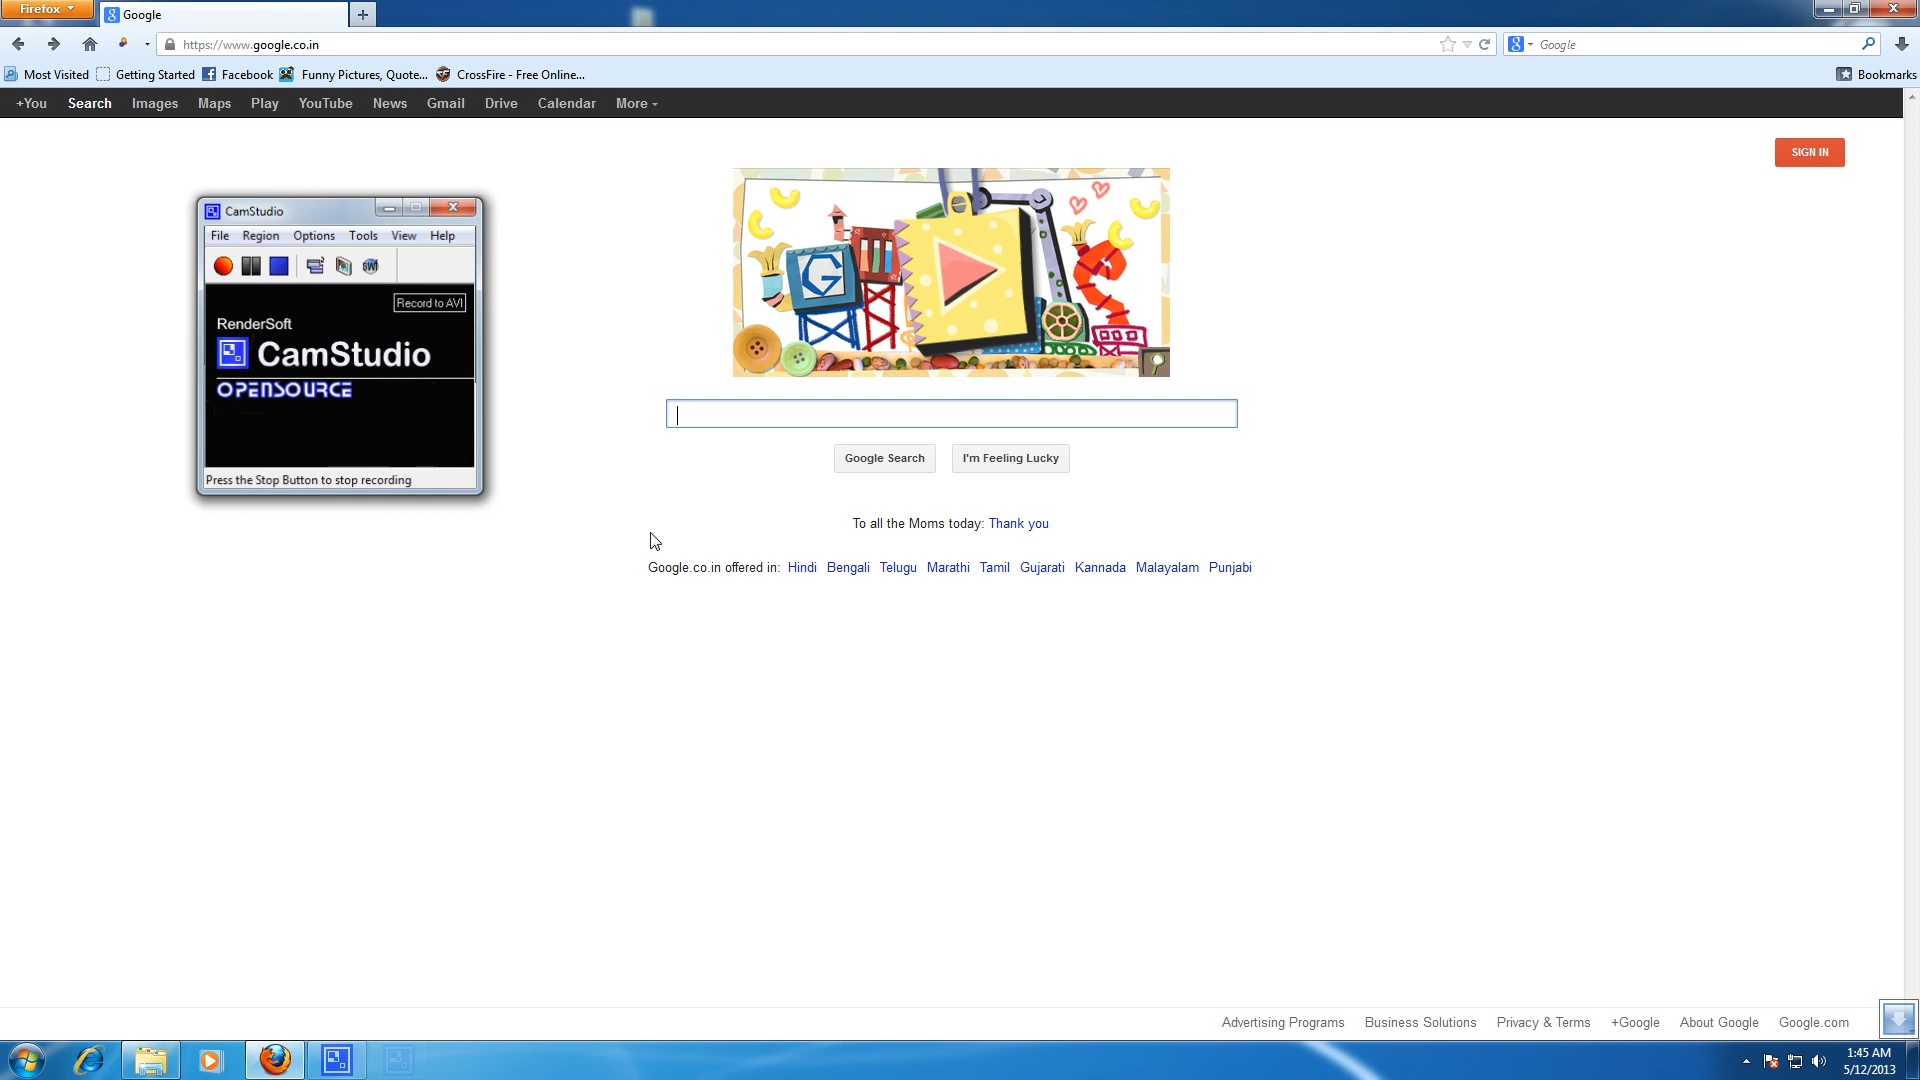 Firefox
Google
https://www.google.co.in
Google
Most Visited Getting Started Facebook Funny Pictures, Quote... CrossFire - Free Online...
Bookmarks
+You Search Images Maps Play YouTube News Gmail Drive Calendar More
SIGN IN
CamStudio
File Region Options Tools View Help
SWF
Record to AVI
RenderSoft
CamStudio
OPENSOURCE
Press the Stop Button to stop recording
G
Google Search I'm Feeling Lucky
To all the Moms today: Thank you
Google.co.in offered in: Hindi Bengali Telugu Marathi Tamil Gujarati Kannada Malayalam Punjabi
Advertising Programs Business Solutions Privacy & Terms +Google About Google Google.com
1:45 AM
5/12/2013